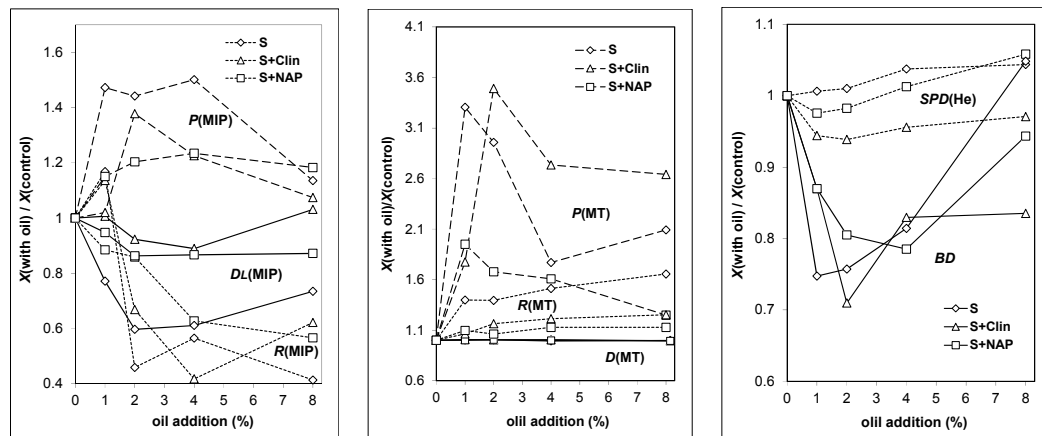 X(with oil) / X(control)
1.6
1.4
1.2
1
0.8
0.6
0.4
S
S+Clin
S+NAP
P(MIP)
DL(MIP)
R(MIP)
0 1 2 3 4 5 6 7 8
oil addition (%)
X(with oil)/X(control)
4.1
3.6
3.1
2.6
2.1
1.6
1.1
0.6
S
S+Clin
S+NAP
P(MT)
R(MT)
D(MT)
0 1 2 3 4 5 6 7 8
oil addition (%)
X(with oil) / X(control)
1.1
1
0.9
0.8
0.7
0.6
SPD(He)
BD
S
S+Clin
S+NAP
0 1 2 3 4 5 6 7 8
oiil addition (%)